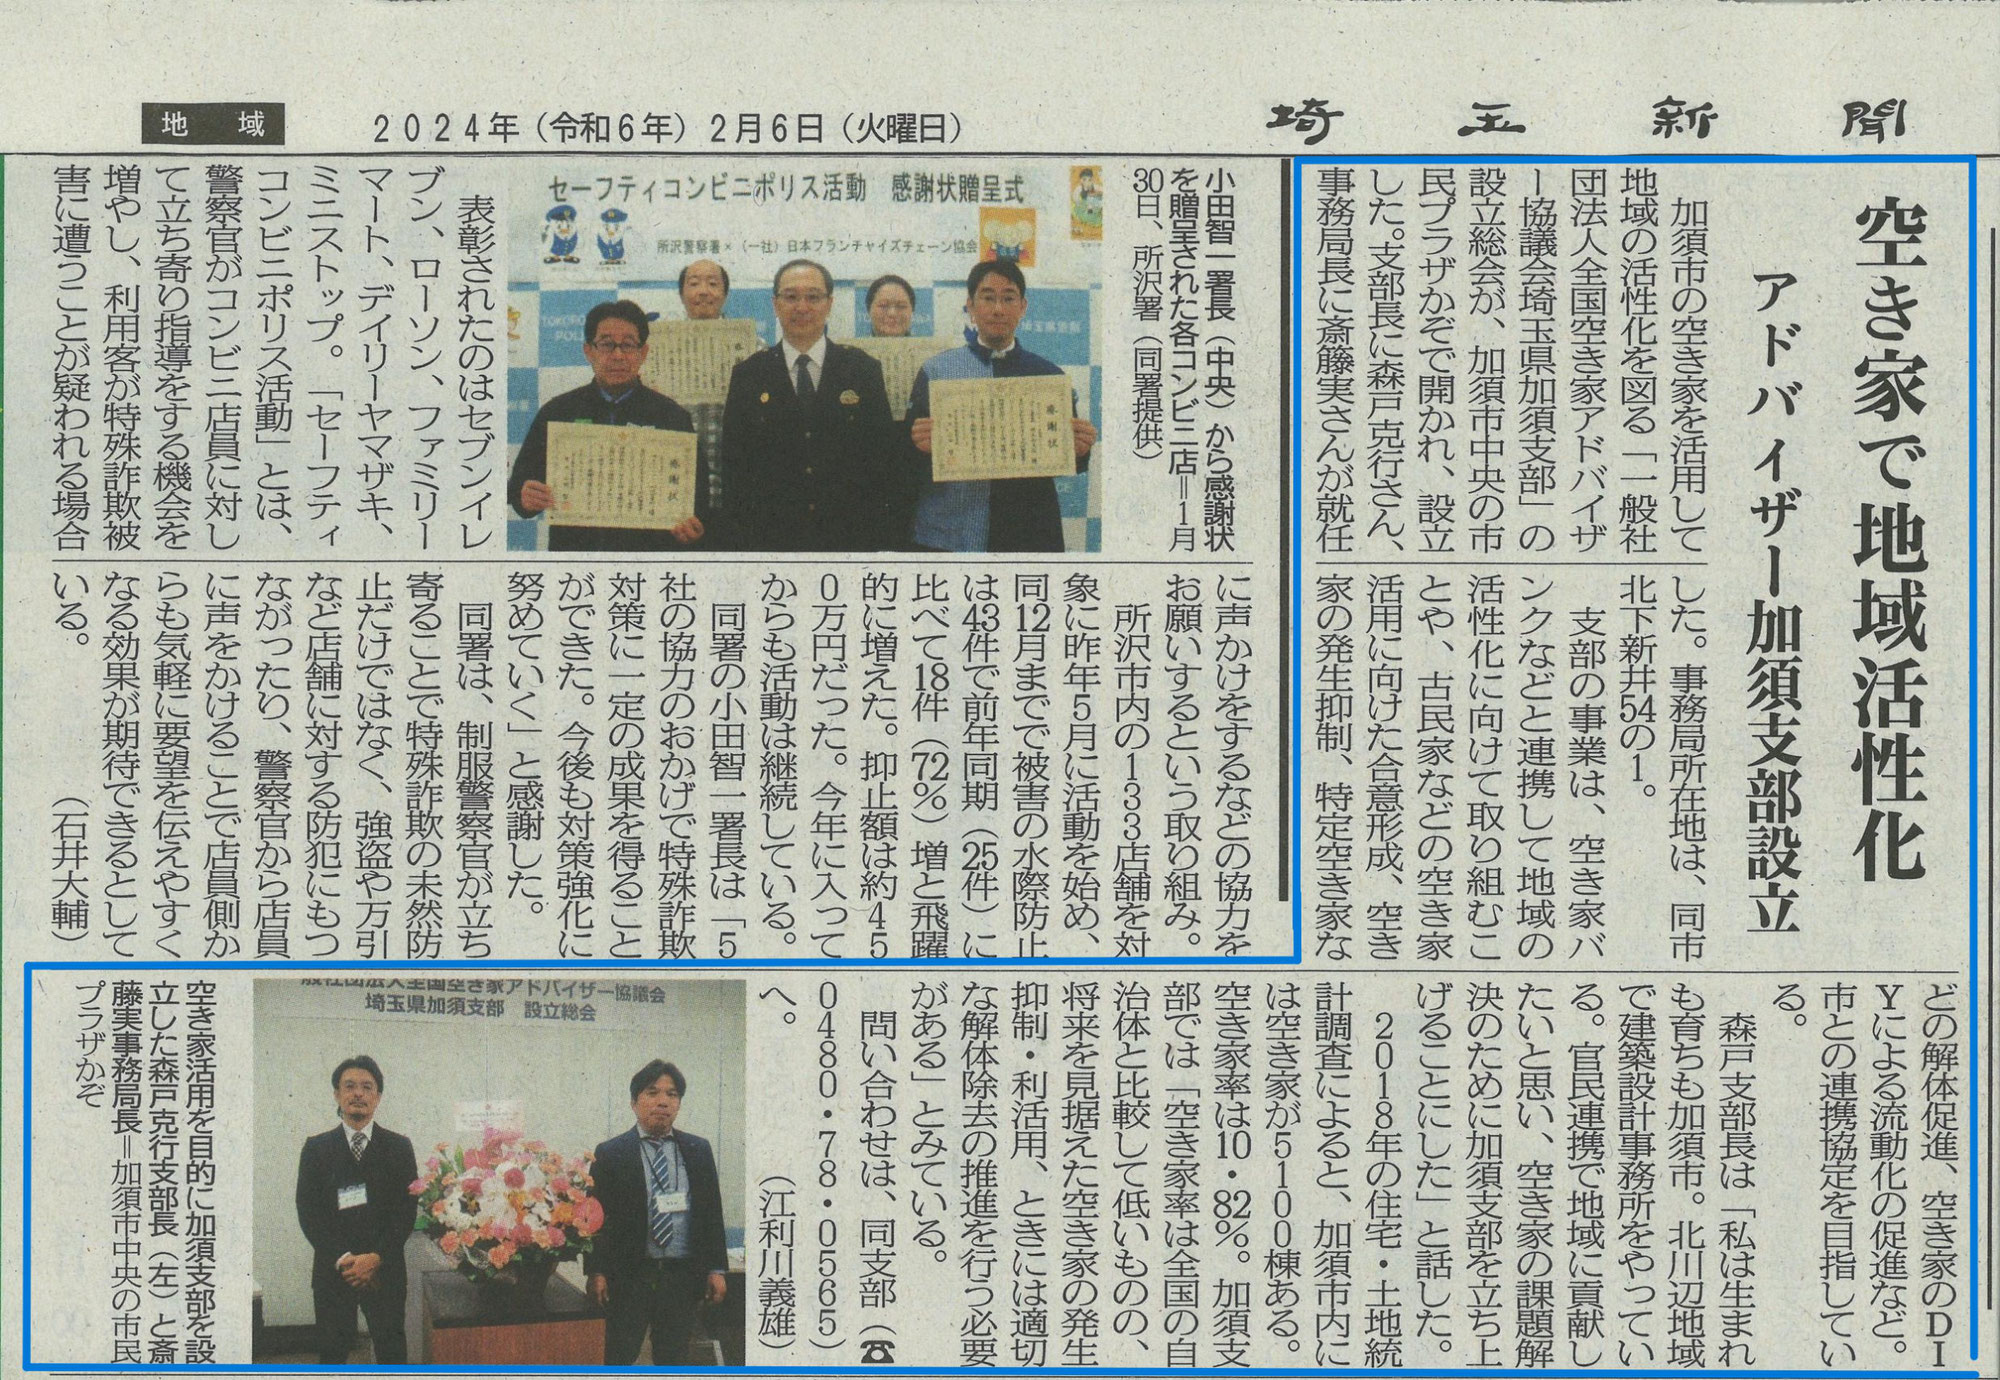 地域
2024年（令和6年）2月6日（火曜日）
埼玉新聞
空き家で地域活性化
アドバイザー加須支部設立
　加須市の空き家を活用して
地域の活性化を図る「一般社
団法人全国空き家アドバイザ
ー協議会埼玉県加須支部」の
設立総会が、加須市中央の市
民プラザかぞで開かれ、設立
した。支部長に森戸克行さん、
事務局長に斎藤実さんが就任
した。事務局所在地は、同市
北下新井54の1。
　支部の事業は、空き家バ
ンクなどと連携して地域の
活性化に向けて取り組むこ
とや、古民家などの空き家
活用に向けた合意形成、空き
家の発生抑制、特定空き家な
どの解体促進、空き家のDI
Yによる流動化の促進など。
市との連携協定を目指してい
る。
　森戸支部長は「私は生まれ
も育ちも加須市。北川辺地域
で建築設計事務所をやってい
る。官民連携で地域に貢献し
たいと思い、空き家の課題解
決のために加須支部を立ち上
げることにした」と話した。
　2018年の住宅・土地統
計調査によると、加須市内に
は空き家が5100棟ある。
空き家率は10・82％。加須支
部では「空き家率は全国の自
治体と比較して低いものの、
将来を見据えた空き家の発生
抑制・利活用、ときには適切
な解体除去の推進を行う必要
がある」とみている。
　問い合わせは、同支部（☎
0480・78・0565）
へ。
（江利川義雄）
般社団法人全国空き家アドバイザー協議会
埼玉県加須支部　設立総会
空き家活用を目的に加須支部を設
立した森戸克行支部長（左）と斎
藤実事務局長＝加須市中央の市民
プラザかぞ
小田智一署長（中央）から感謝状
を贈呈された各コンビニ店＝1月
30日、所沢署（同署提供）
セーフティコンビニポリス活動　感謝状贈呈式
所沢警察署×（一社）日本フランチャイズチェーン協会
埼玉県警察
感謝状
感謝状
　表彰されたのはセブンイレ
ブン、ローソン、ファミリー
マート、デイリーヤマザキ、
ミニストップ。「セーフティ
コンビニポリス活動」とは、
警察官がコンビニ店員に対し
て立ち寄り指導をする機会を
増やし、利用客が特殊詐欺被
害に遭うことが疑われる場合
に声かけをするなどの協力を
お願いするという取り組み。
　所沢市内の133店舗を対
象に昨年5月に活動を始め、
同12月までで被害の水際防止
は43件で前年同期（25件）に
比べて18件（72％）増と飛躍
的に増えた。抑止額は約45
0万円だった。今年に入って
からも活動は継続している。
　同署の小田智一署長は「5
社の協力のおかげで特殊詐欺
対策に一定の成果を得ること
ができた。今後も対策強化に
努めていく」と感謝した。
　同署は、制服警察官が立ち
寄ることで特殊詐欺の未然防
止だけではなく、強盗や万引
など店舗に対する防犯にもつ
ながったり、警察官から店員
に声をかけることで店員側か
らも気軽に要望を伝えやすく
なる効果が期待できるとして
いる。
（石井大輔）